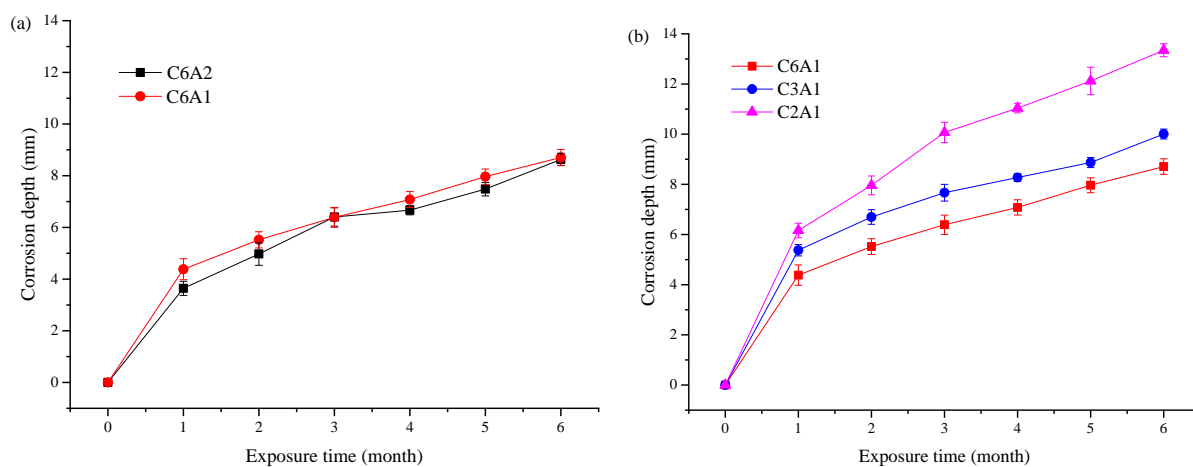 (a)
14
12
10
8
6
4
2
0
Corrosion depth (mm)
C6A2
C6A1
0 1 2 3 4 5 6
Exposure time (month)
(b)
14
12
10
8
6
4
2
0
Corrosion depth (mm)
C6A1
C3A1
C2A1
0 1 2 3 4 5 6
Exposure time (month)